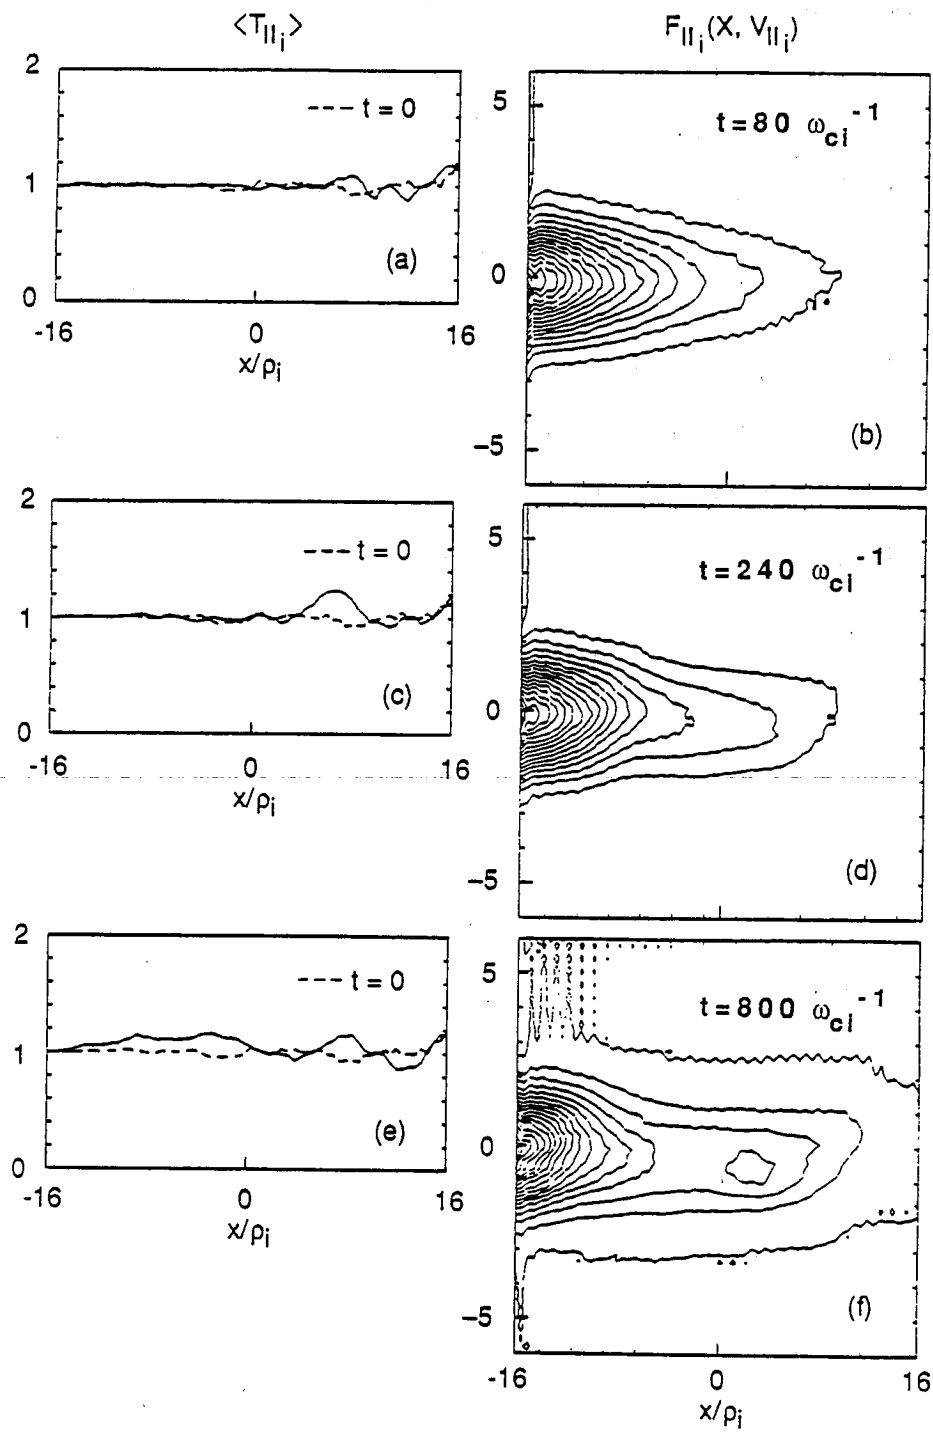 ⟨T∥i⟩
F∥i(X, V∥i)
2
1
0
--- t = 0
(a)
-16 0 16
x/ρi
5
0
-5
t=80 ωci-1
(b)
2
1
0
--- t = 0
(c)
-16 0 16
x/ρi
5
0
-5
t=240 ωci-1
(d)
2
1
0
--- t = 0
(e)
-16 0 16
x/ρi
5
0
-5
t=800 ωci-1
(f)
-16 0 16
x/ρi